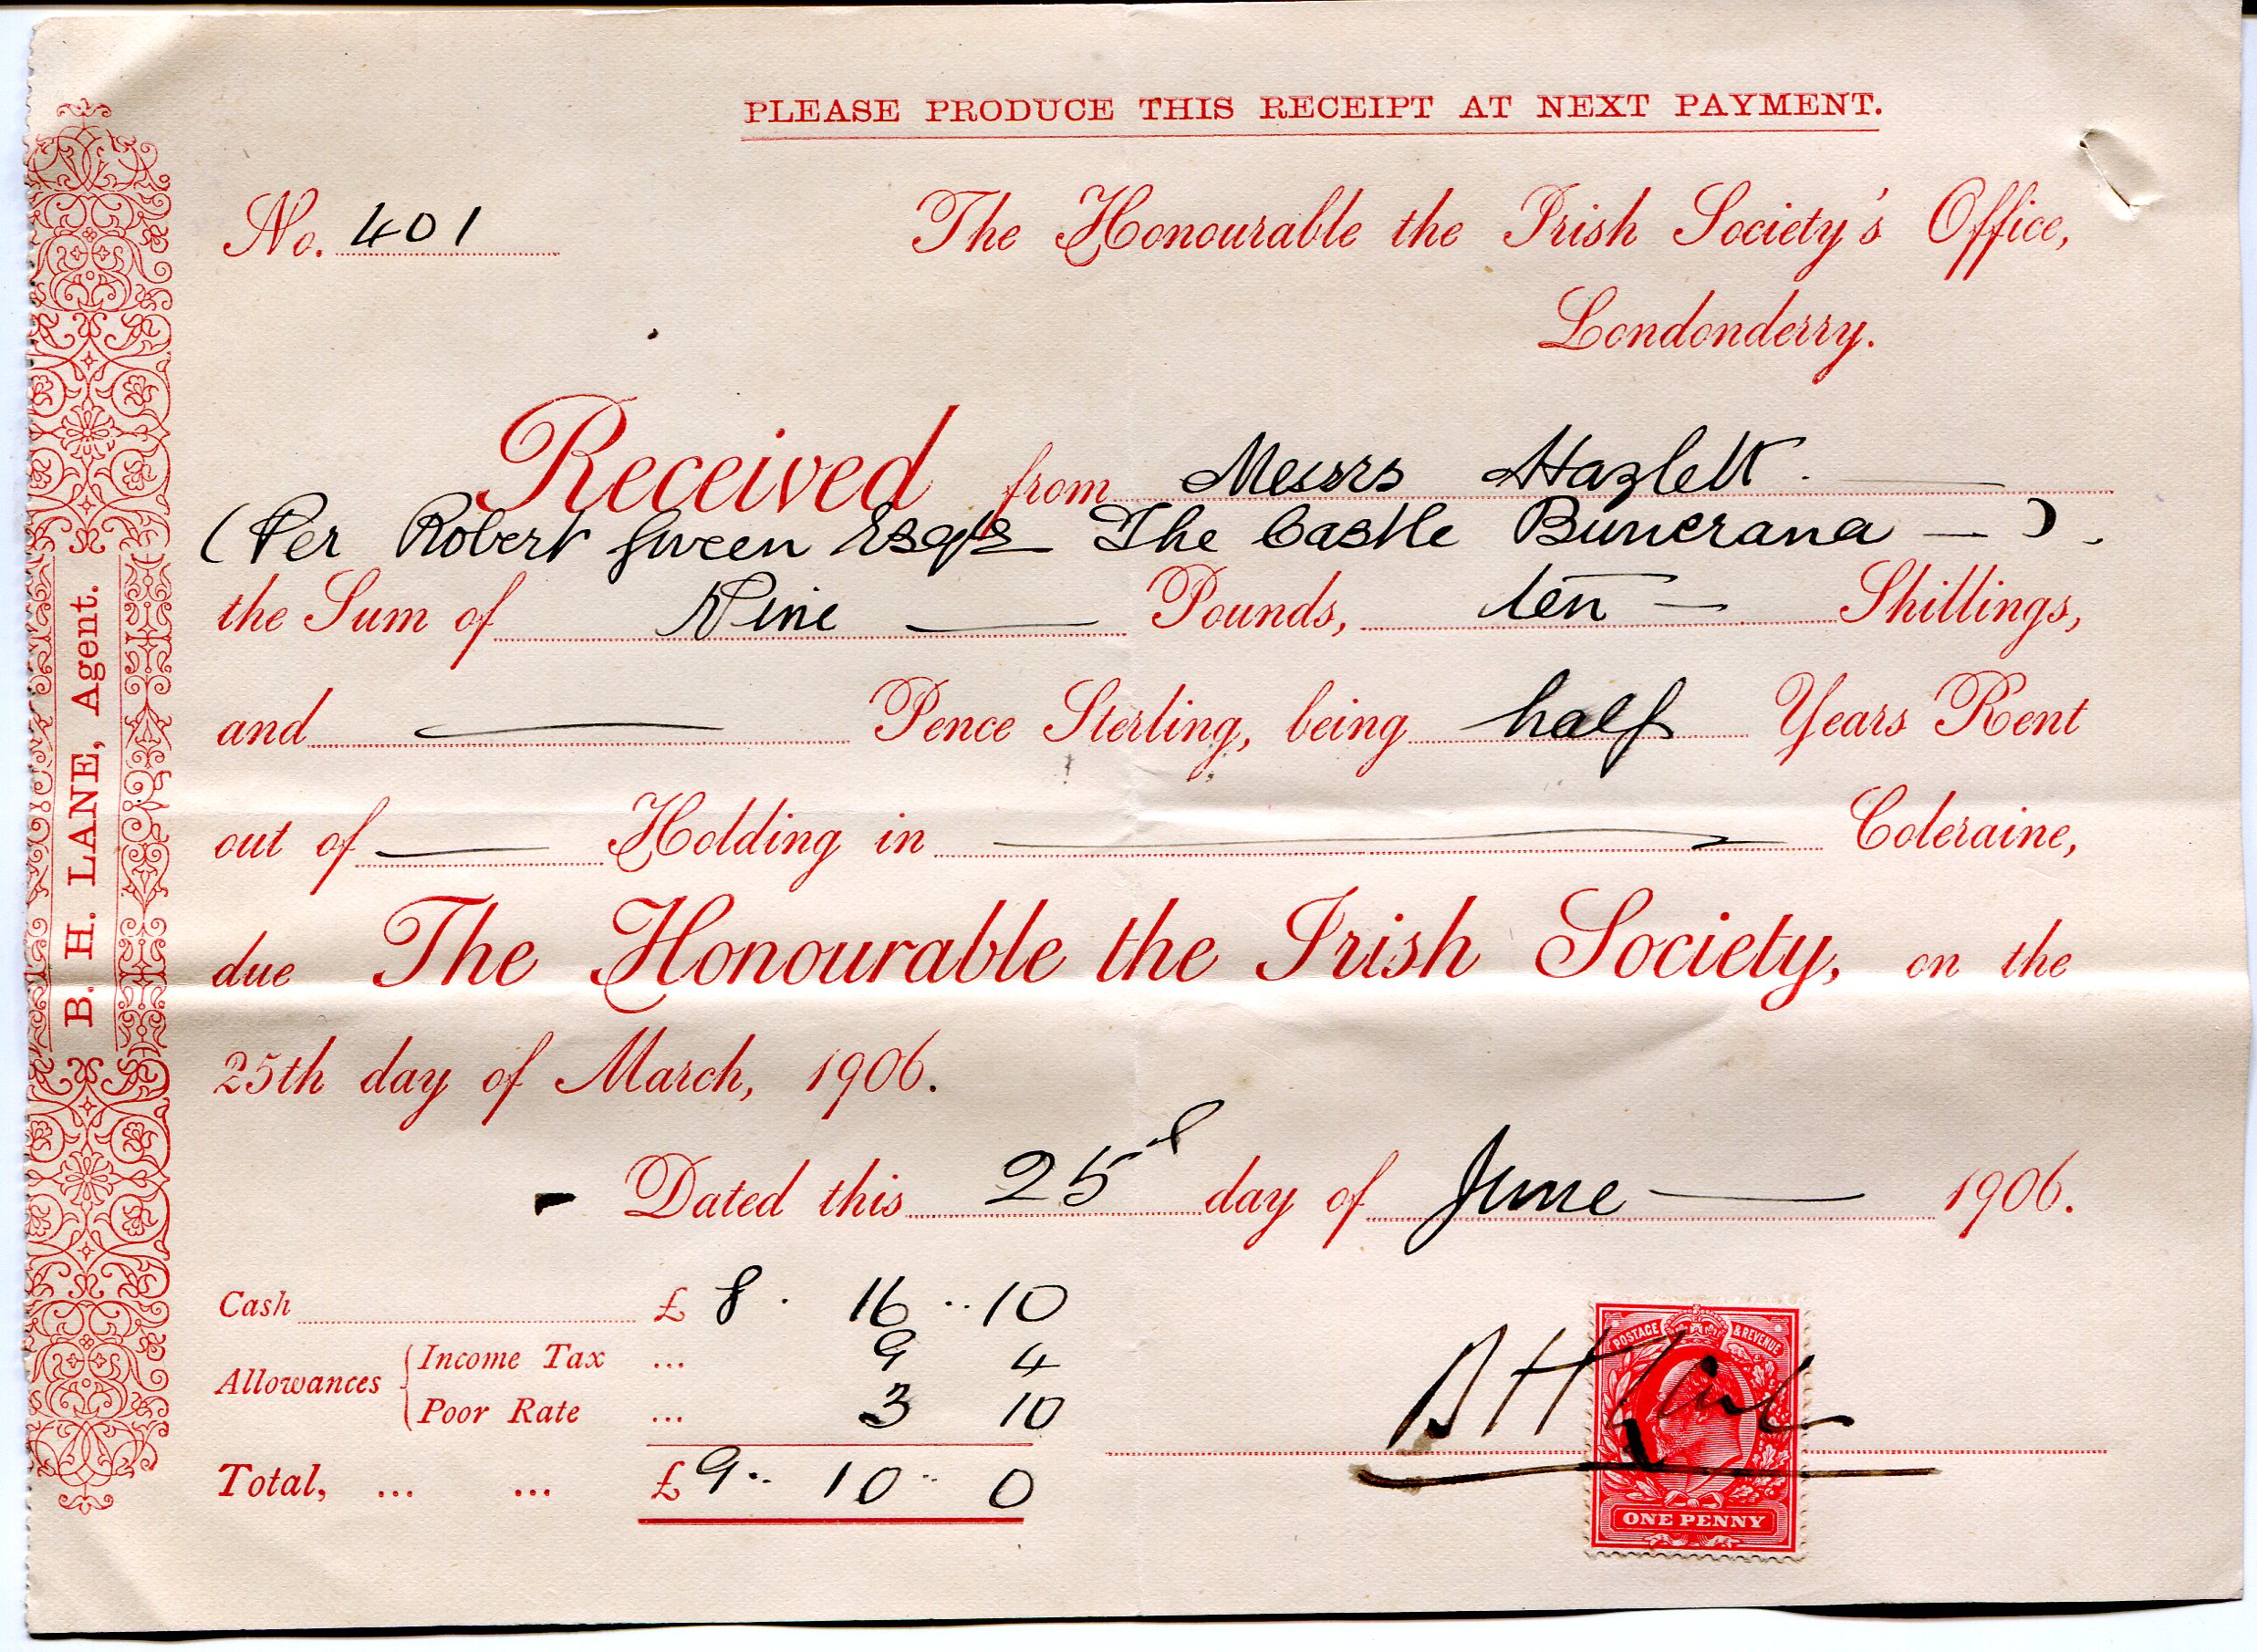 PLEASE PRODUCE THIS RECEIPT AT NEXT PAYMENT.
No. 401
The Honourable the Irish Society's Office,
Londonderry.
Received from Messrs Hazlett.
(Per Robert Green Esqre The Castle Buncrana —).
the Sum of Nine — Pounds, ten — Shillings,
and — Pence Sterling, being half Years Rent
out of — Holding in — Coleraine,
due The Honourable the Irish Society, on the
25th day of March, 1906.
Dated this 25th day of June — 1906.
Cash £ 8 . 16 .. 10
Allowances { Income Tax ... 9 4
Poor Rate ... 3 10
Total, ... ... £ 9 .. 10 .. 0
B H Lane
POSTAGE & REVENUE
ONE PENNY
B. H. LANE, Agent.